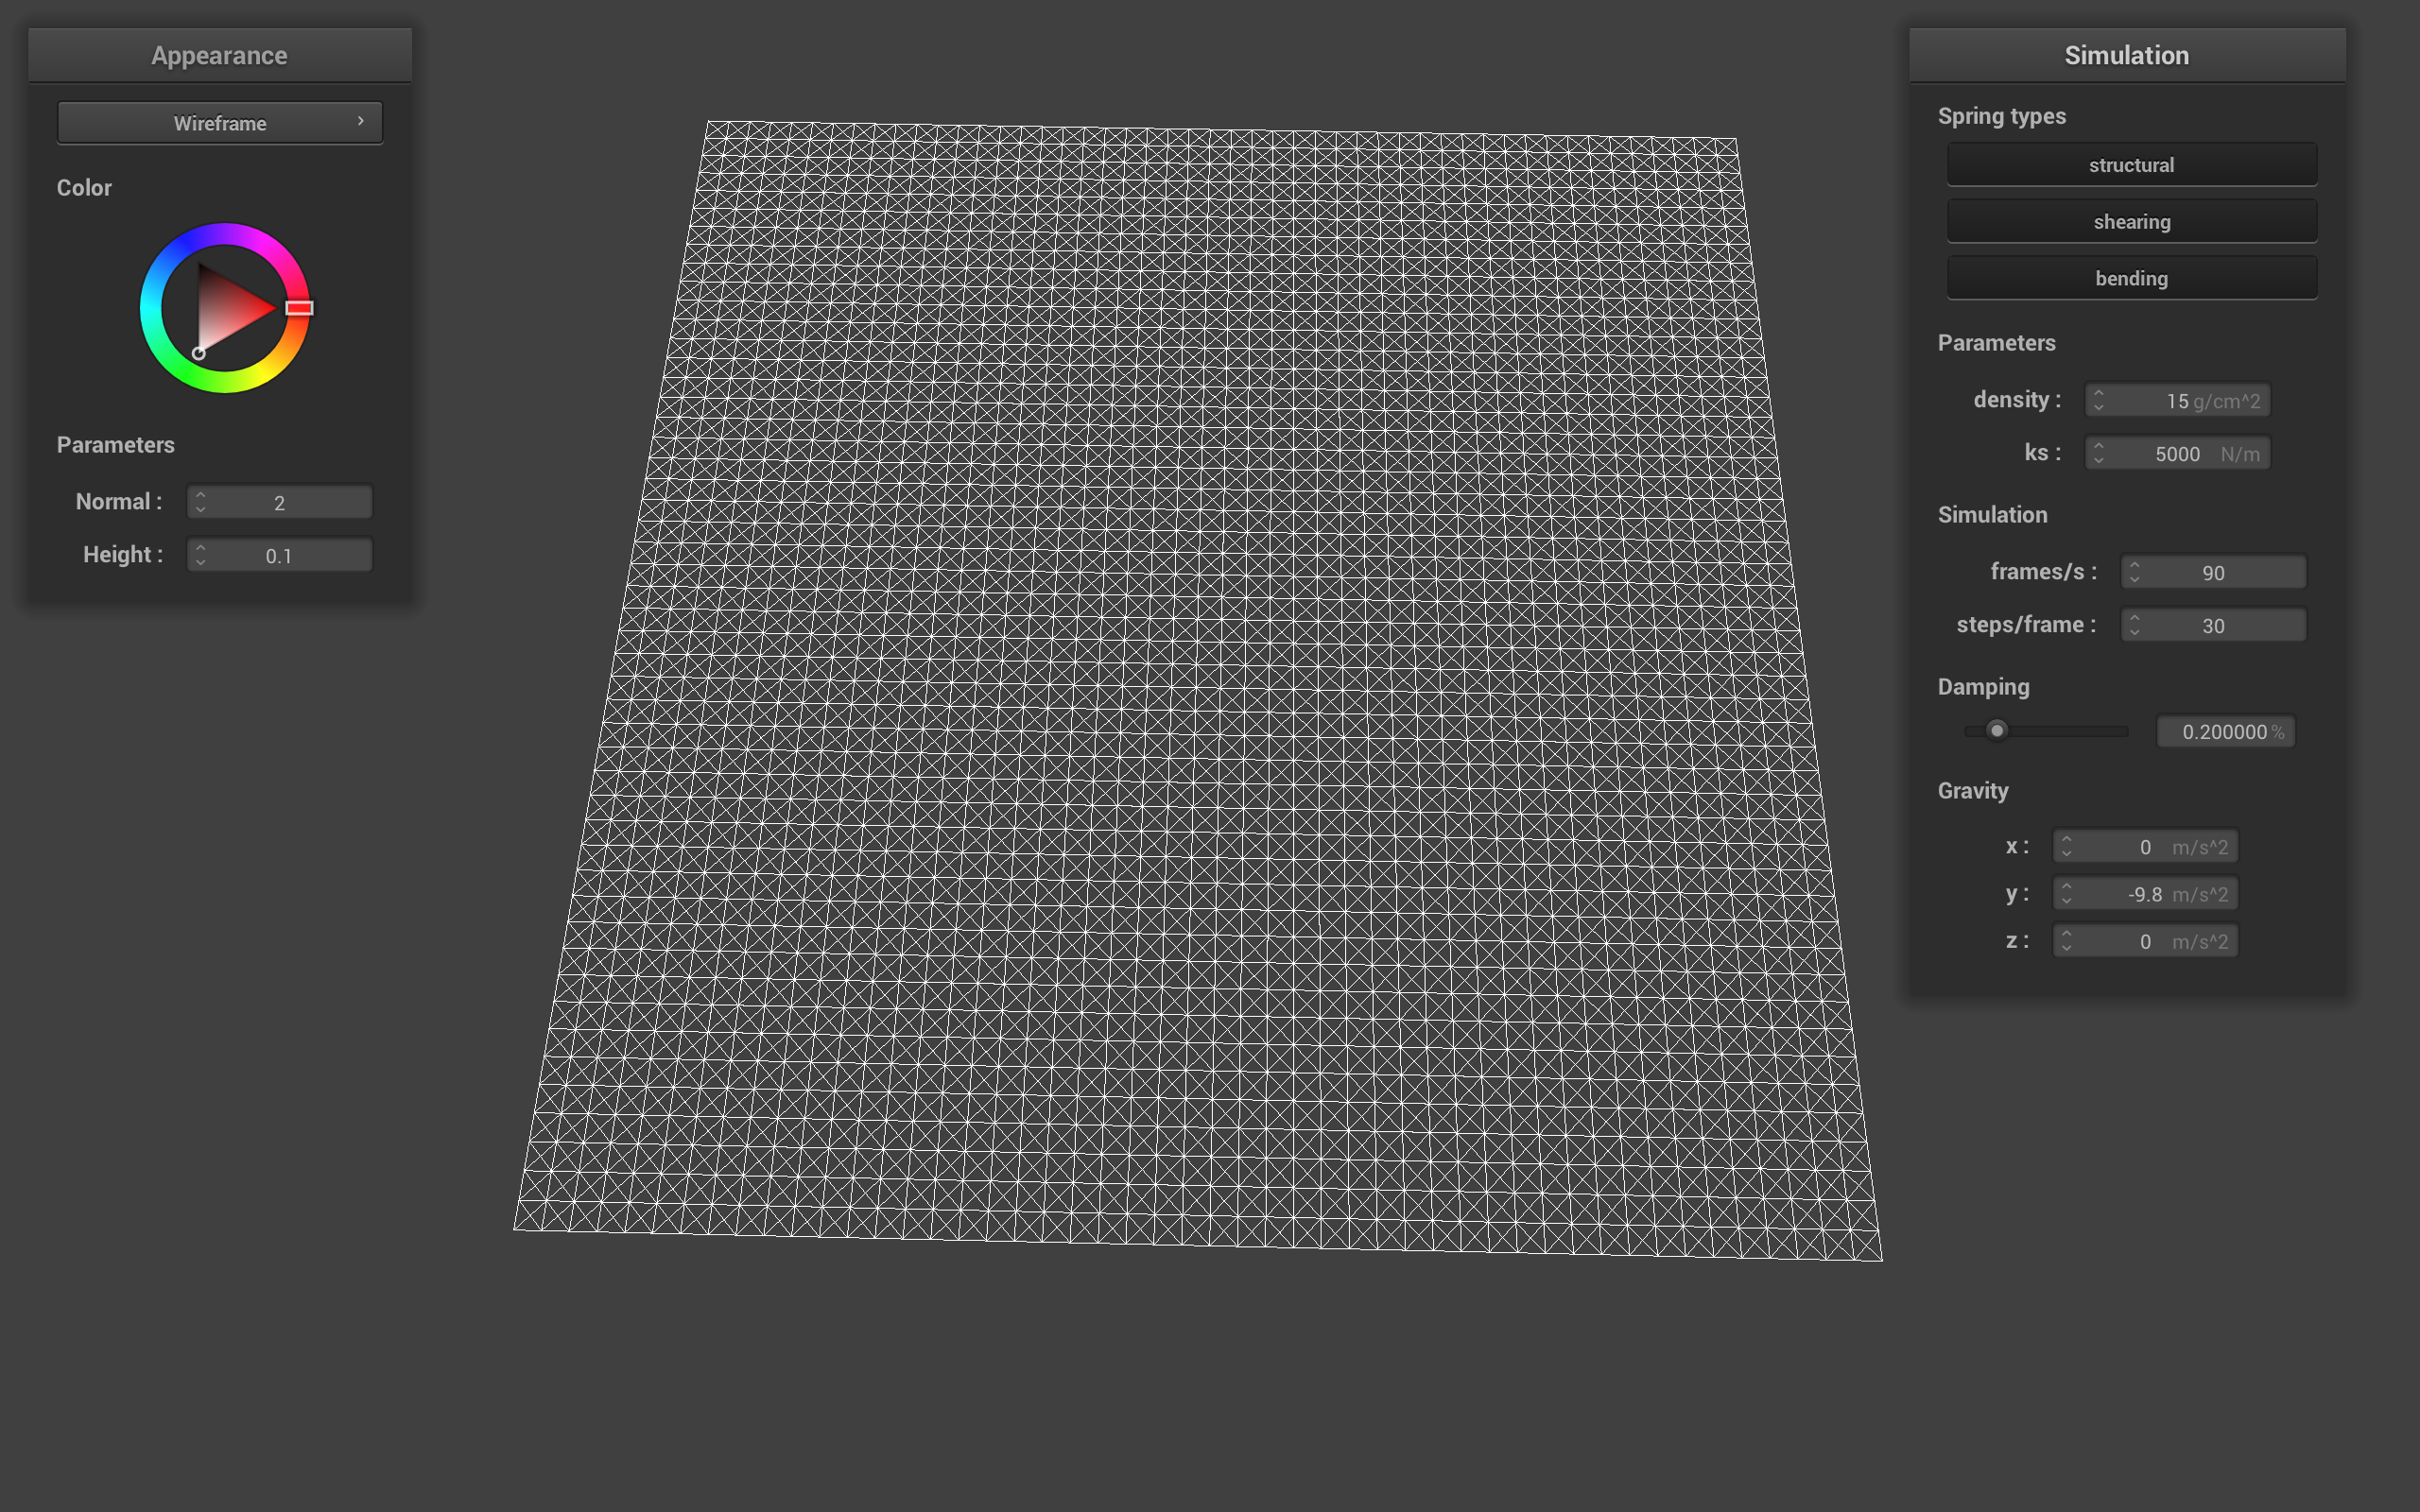 Appearance
Wireframe
Color
Parameters
Normal : 2
Height : 0.1
Simulation
Spring types
structural
shearing
bending
Parameters
density : 15 g/cm^2
ks : 5000 N/m
Simulation
frames/s : 90
steps/frame : 30
Damping
0.200000 %
Gravity
x : 0 m/s^2
y : -9.8 m/s^2
z : 0 m/s^2